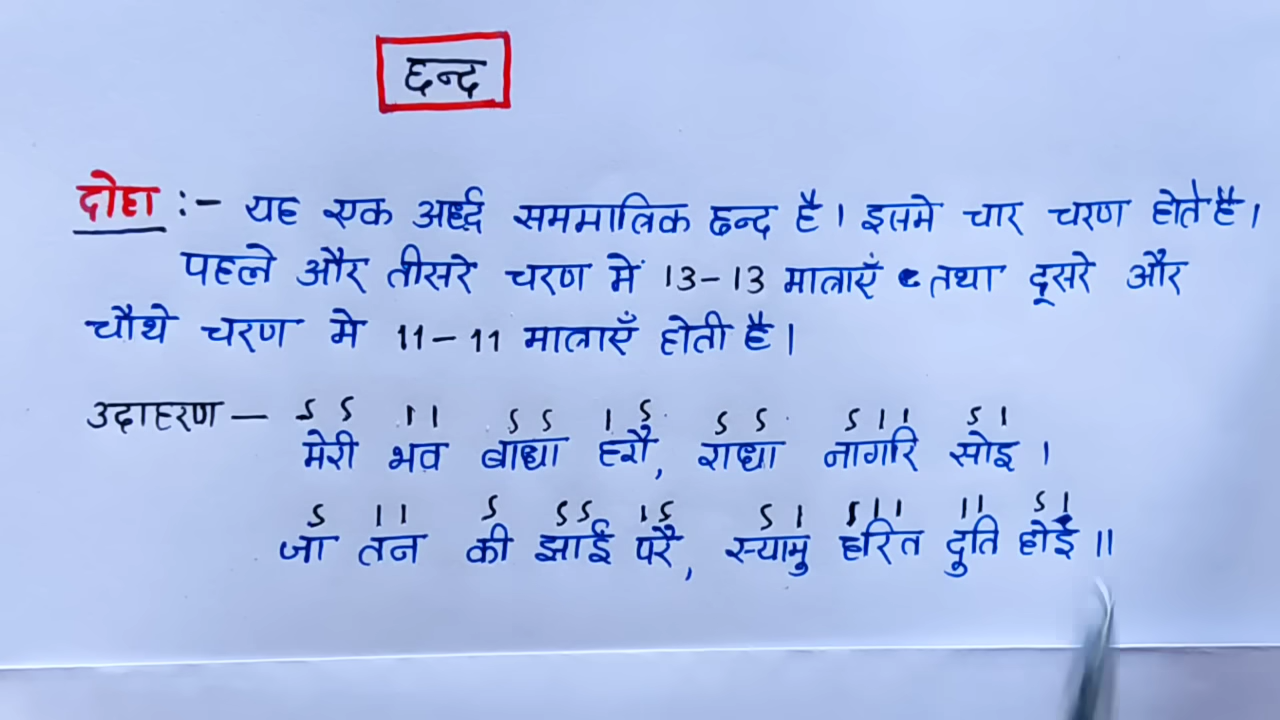 छन्द
दोहा :- यह एक अर्द्ध सममात्रिक छन्द है। इसमे चार चरण होते है।
पहले और तीसरे चरण में 13-13 मात्राएँ तथा दूसरे और
चौथे चरण मे 11-11 मात्राएँ होती है।
उदाहरण — S S I I S S I S S S S I I S I
मेरी भव बाधा हरौ, राधा नागरि सोइ।
S I I S S S I S S I I I I I I S I
जा तन की झाई परै, स्यामु हरित दुति होई॥